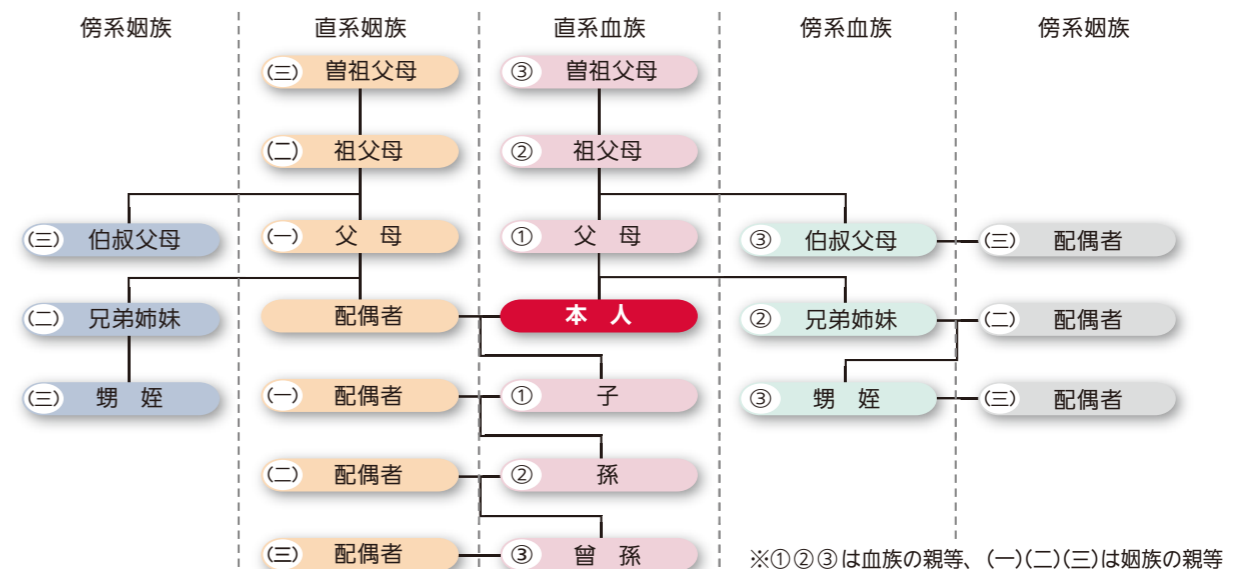 傍系姻族 直系姻族 直系血族 傍系血族 傍系姻族
(三) 曽祖父母 ③ 曽祖父母
(二) 祖父母 ② 祖父母
(三) 伯叔父母 (一) 父 母 ① 父 母 ③ 伯叔父母 (三) 配偶者
(二) 兄弟姉妹 配偶者 本 人 ② 兄弟姉妹 (二) 配偶者
(三) 甥 姪 (一) 配偶者 ① 子 ③ 甥 姪 (三) 配偶者
(二) 配偶者 ② 孫
(三) 配偶者 ③ 曾 孫
※①②③は血族の親等、(一)(二)(三)は姻族の親等